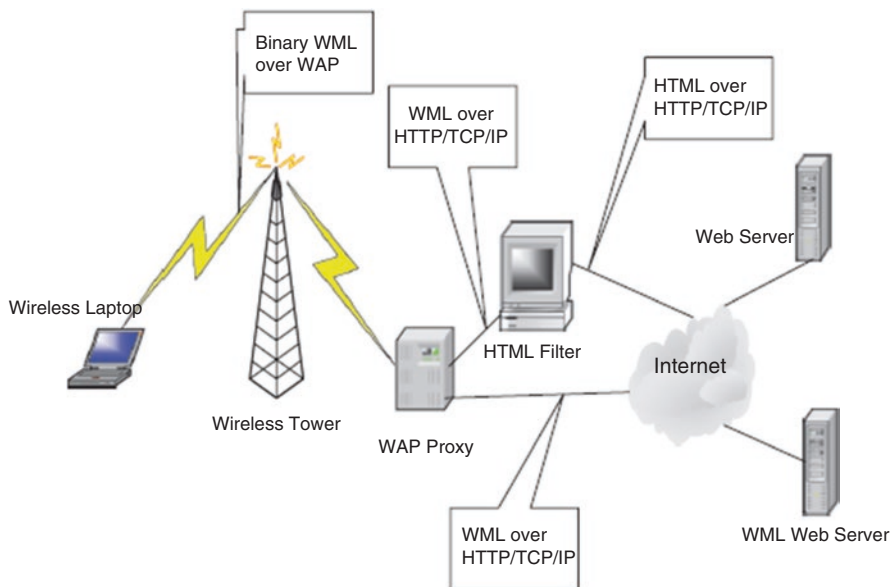 Binary WML
over WAP
WML over
HTTP/TCP/IP
HTML over
HTTP/TCP/IP
Web Server
Wireless Laptop
HTML Filter
Internet
Wireless Tower
WAP Proxy
WML over
HTTP/TCP/IP
WML Web Server